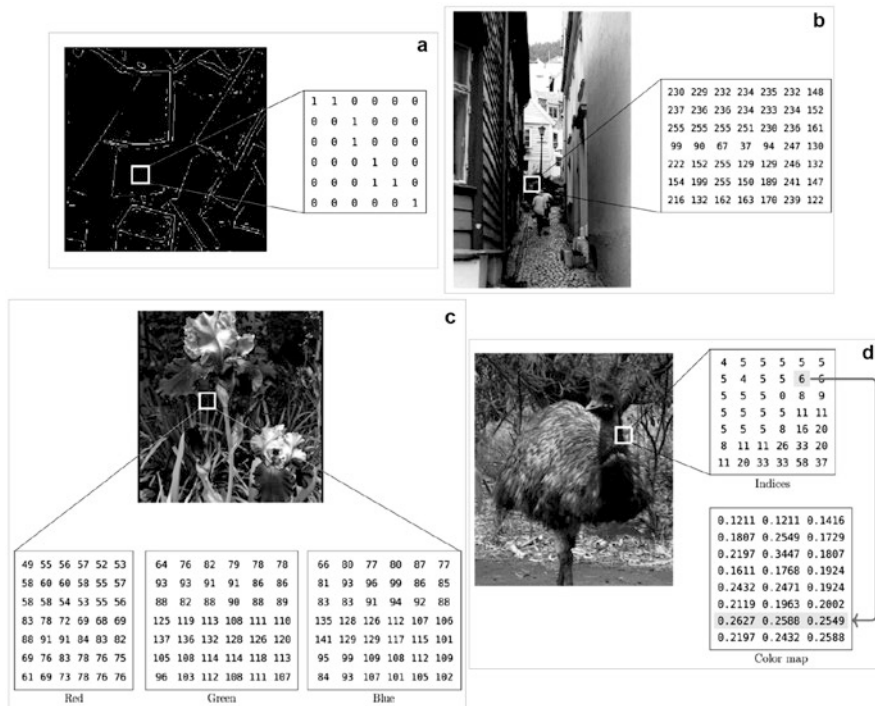 a
1 1 0 0 0 0
0 0 1 0 0 0
0 0 1 0 0 0
0 0 0 1 0 0
0 0 0 1 1 0
0 0 0 0 0 1
b
230 229 232 234 235 232 148
237 236 236 234 233 234 152
255 255 255 251 230 236 161
99 90 67 37 94 247 130
222 152 255 129 129 246 132
154 199 255 150 189 241 147
216 132 162 163 170 239 122
c
49 55 56 57 52 53
58 60 60 58 55 57
58 58 54 53 55 56
83 78 72 69 68 69
88 91 91 84 83 82
69 76 83 78 76 75
61 69 73 78 76 76
Red
64 76 82 79 78 78
93 93 91 91 86 86
88 82 88 90 88 89
125 119 113 108 111 110
137 136 132 128 126 120
105 108 114 114 118 113
96 103 112 108 111 107
Green
66 80 77 80 87 77
81 93 96 99 86 85
83 83 91 94 92 88
135 128 126 112 107 106
141 129 129 117 115 101
95 99 109 108 112 109
84 93 107 101 105 102
Blue
d
4 5 5 5 5 5
5 4 5 5 6 6
5 5 5 0 8 9
5 5 5 5 11 11
5 5 5 8 16 20
8 11 11 26 33 20
11 20 33 33 58 37
Indices
0.1211 0.1211 0.1416
0.1807 0.2549 0.1729
0.2197 0.3447 0.1807
0.1611 0.1768 0.1924
0.2432 0.2471 0.1924
0.2119 0.1963 0.2002
0.2627 0.2588 0.2549
0.2197 0.2432 0.2588
Color map